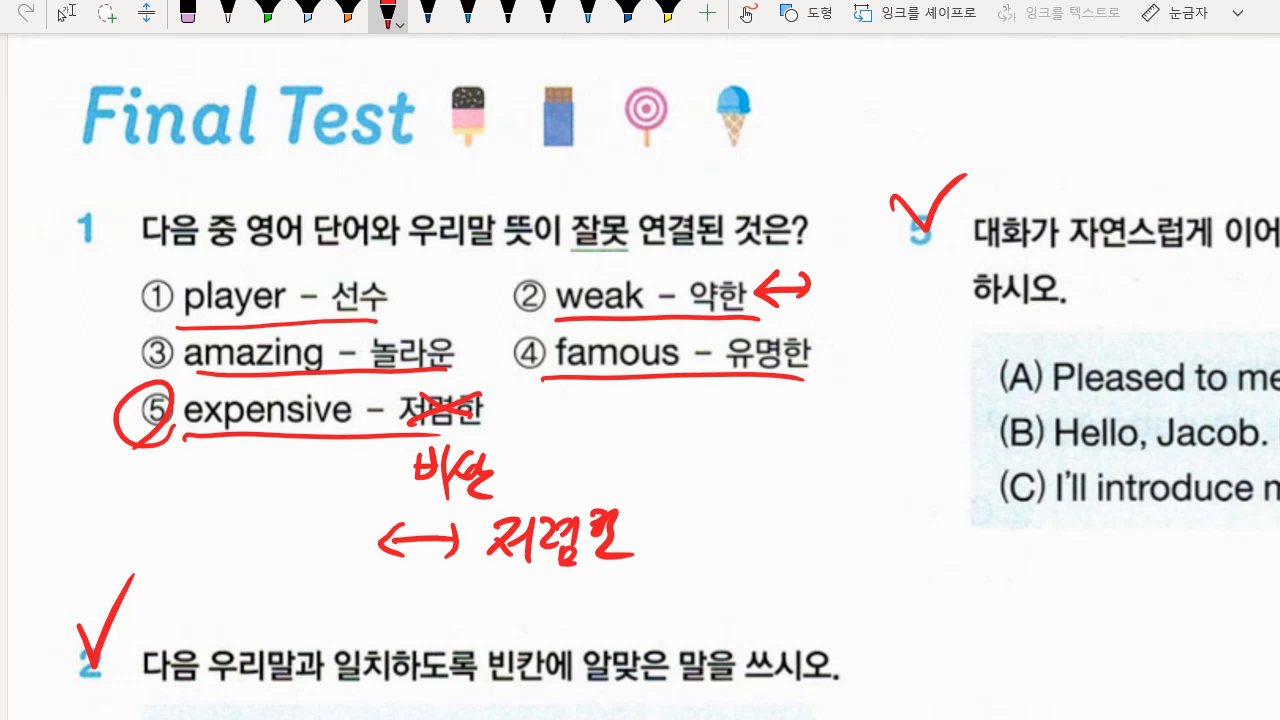 도형
잉크를 셰이프로
잉크를 텍스트로
눈금자
Final Test
1 다음 중 영어 단어와 우리말 뜻이 잘못 연결된 것은?
① player – 선수 ② weak – 약한
③ amazing – 놀라운 ④ famous – 유명한
⑤ expensive – 저렴한
비싼
저렴한
2 다음 우리말과 일치하도록 빈칸에 알맞은 말을 쓰시오.
5 대화가 자연스럽게 이어
하시오.
(A) Pleased to me
(B) Hello, Jacob.
(C) I'll introduce m